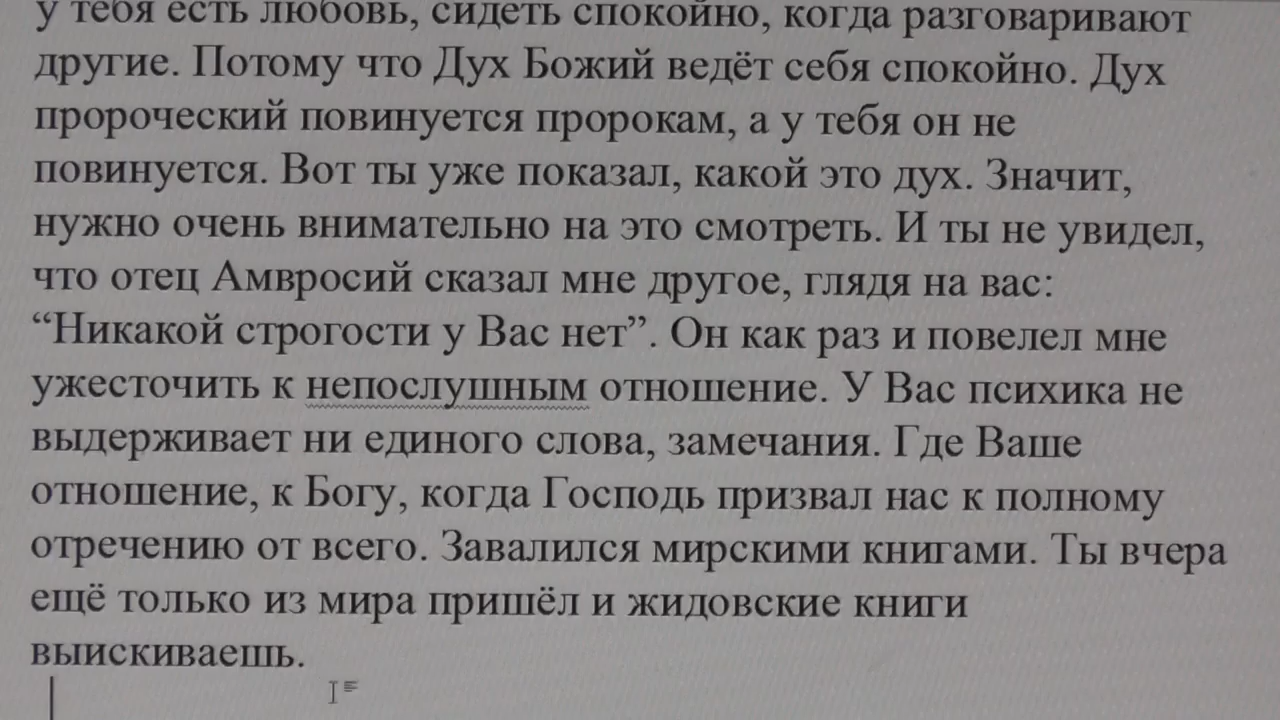 у тебя есть любовь, сидеть спокойно, когда разговаривают
другие. Потому что Дух Божий ведёт себя спокойно. Дух
пророческий повинуется пророкам, а у тебя он не
повинуется. Вот ты уже показал, какой это дух. Значит,
нужно очень внимательно на это смотреть. И ты не увидел,
что отец Амвросий сказал мне другое, глядя на вас:
“Никакой строгости у Вас нет”. Он как раз и повелел мне
ужесточить к непослушным отношение. У Вас психика не
выдерживает ни единого слова, замечания. Где Ваше
отношение, к Богу, когда Господь призвал нас к полному
отречению от всего. Завалился мирскими книгами. Ты вчера
ещё только из мира пришёл и жидовские книги
выискиваешь.